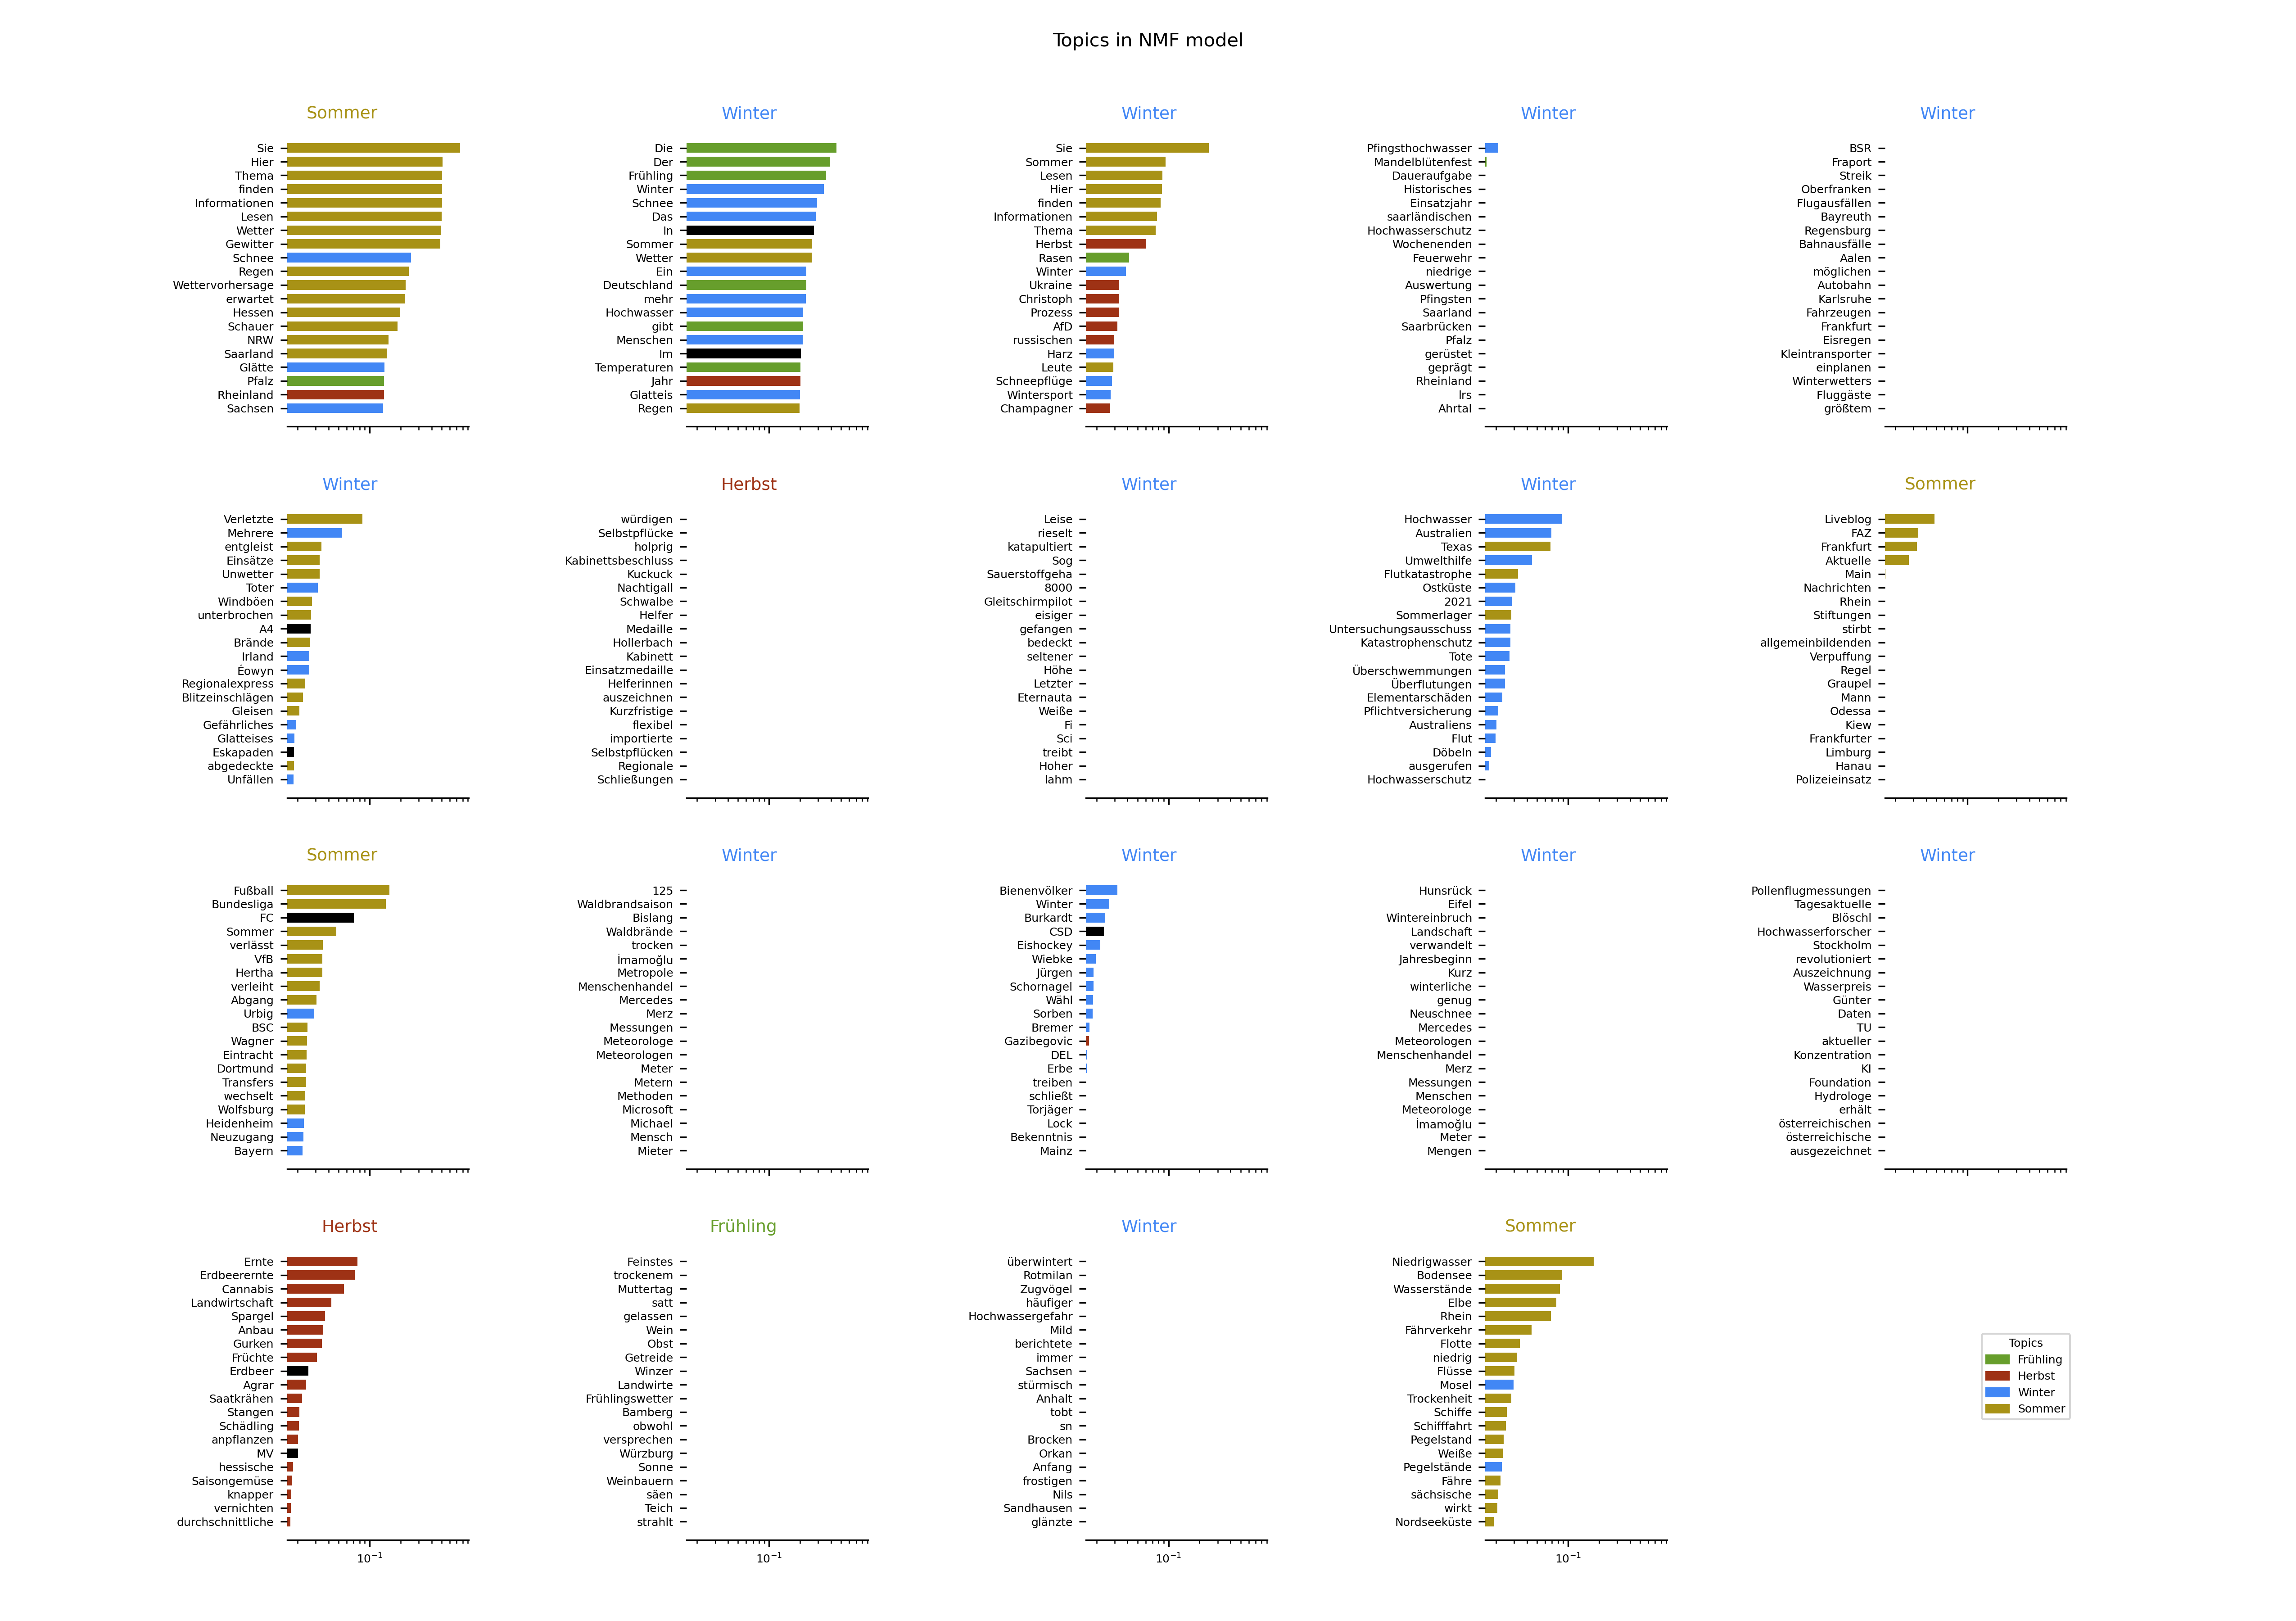 Topics in NMF model
Sommer
Sie
Hier
Thema
finden
Informationen
Lesen
Wetter
Gewitter
Schnee
Regen
Wettervorhersage
erwartet
Hessen
Schauer
NRW
Saarland
Glätte
Pfalz
Rheinland
Sachsen
Winter
Die
Der
Frühling
Winter
Schnee
Das
In
Sommer
Wetter
Ein
Deutschland
mehr
Hochwasser
gibt
Menschen
Im
Temperaturen
Jahr
Glatteis
Regen
Winter
Sie
Sommer
Lesen
Hier
finden
Informationen
Thema
Herbst
Rasen
Winter
Ukraine
Christoph
Prozess
AfD
russischen
Harz
Leute
Schneepflüge
Wintersport
Champagner
Winter
Pfingsthochwasser
Mandelblütenfest
Daueraufgabe
Historisches
Einsatzjahr
saarländischen
Hochwasserschutz
Wochenenden
Feuerwehr
niedrige
Auswertung
Pfingsten
Saarland
Saarbrücken
Pfalz
gerüstet
geprägt
Rheinland
Irs
Ahrtal
Winter
BSR
Fraport
Streik
Oberfranken
Flugausfällen
Bayreuth
Regensburg
Bahnausfälle
Aalen
möglichen
Autobahn
Karlsruhe
Fahrzeugen
Frankfurt
Eisregen
Kleintransporter
einplanen
Winterwetters
Fluggäste
größtem
Winter
Verletzte
Mehrere
entgleist
Einsätze
Unwetter
Toter
Windböen
unterbrochen
A4
Brände
Irland
Éowyn
Regionalexpress
Blitzeinschlägen
Gleisen
Gefährliches
Glatteises
Eskapaden
abgedeckte
Unfällen
Herbst
würdigen
Selbstpflücke
holprig
Kabinettsbeschluss
Kuckuck
Nachtigall
Schwalbe
Helfer
Medaille
Hollerbach
Kabinett
Einsatzmedaille
Helferinnen
auszeichnen
Kurzfristige
flexibel
importierte
Selbstpflücken
Regionale
Schließungen
Winter
Leise
rieselt
katapultiert
Sog
Sauerstoffgeha
8000
Gleitschirmpilot
eisiger
gefangen
bedeckt
seltener
Höhe
Letzter
Eternauta
Weiße
Fi
Sci
treibt
Hoher
lahm
Winter
Hochwasser
Australien
Texas
Umwelthilfe
Flutkatastrophe
Ostküste
2021
Sommerlager
Untersuchungsausschuss
Katastrophenschutz
Tote
Überschwemmungen
Überflutungen
Elementarschäden
Pflichtversicherung
Australiens
Flut
Döbeln
ausgerufen
Hochwasserschutz
Sommer
Liveblog
FAZ
Frankfurt
Aktuelle
Main
Nachrichten
Rhein
Stiftungen
stirbt
allgemeinbildenden
Verpuffung
Regel
Graupel
Mann
Odessa
Kiew
Frankfurter
Limburg
Hanau
Polizeieinsatz
Sommer
Fußball
Bundesliga
FC
Sommer
verlässt
VfB
Hertha
verleiht
Abgang
Urbig
BSC
Wagner
Eintracht
Dortmund
Transfers
wechselt
Wolfsburg
Heidenheim
Neuzugang
Bayern
Winter
125
Waldbrandsaison
Bislang
Waldbrände
trocken
İmamoğlu
Metropole
Menschenhandel
Mercedes
Merz
Messungen
Meteorologe
Meteorologen
Meter
Metern
Methoden
Microsoft
Michael
Mensch
Mieter
Winter
Bienenvölker
Winter
Burkardt
CSD
Eishockey
Wiebke
Jürgen
Schornagel
Wähl
Sorben
Bremer
Gazibegovic
DEL
Erbe
treiben
schließt
Torjäger
Lock
Bekenntnis
Mainz
Winter
Hunsrück
Eifel
Wintereinbruch
Landschaft
verwandelt
Jahresbeginn
Kurz
winterliche
genug
Neuschnee
Mercedes
Meteorologen
Menschenhandel
Merz
Messungen
Menschen
Meteorologe
İmamoğlu
Meter
Mengen
Winter
Pollenflugmessungen
Tagesaktuelle
Blöschl
Hochwasserforscher
Stockholm
revolutioniert
Auszeichnung
Wasserpreis
Günter
Daten
TU
aktueller
Konzentration
KI
Foundation
Hydrologe
erhält
österreichischen
österreichische
ausgezeichnet
Herbst
Ernte
Erdbeerernte
Cannabis
Landwirtschaft
Spargel
Anbau
Gurken
Früchte
Erdbeer
Agrar
Saatkrähen
Stangen
Schädling
anpflanzen
MV
hessische
Saisongemüse
knapper
vernichten
durchschnittliche
10⁻¹
Frühling
Feinstes
trockenem
Muttertag
satt
gelassen
Wein
Obst
Getreide
Winzer
Landwirte
Frühlingswetter
Bamberg
obwohl
versprechen
Würzburg
Sonne
Weinbauern
säen
Teich
strahlt
10⁻¹
Winter
überwintert
Rotmilan
Zugvögel
häufiger
Hochwassergefahr
Mild
berichtete
immer
Sachsen
stürmisch
Anhalt
tobt
sn
Brocken
Orkan
Anfang
frostigen
Nils
Sandhausen
glänzte
10⁻¹
Sommer
Niedrigwasser
Bodensee
Wasserstände
Elbe
Rhein
Fährverkehr
Flotte
niedrig
Flüsse
Mosel
Trockenheit
Schiffe
Schifffahrt
Pegelstand
Weiße
Pegelstände
Fähre
sächsische
wirkt
Nordseeküste
10⁻¹
Topics
Frühling
Herbst
Winter
Sommer